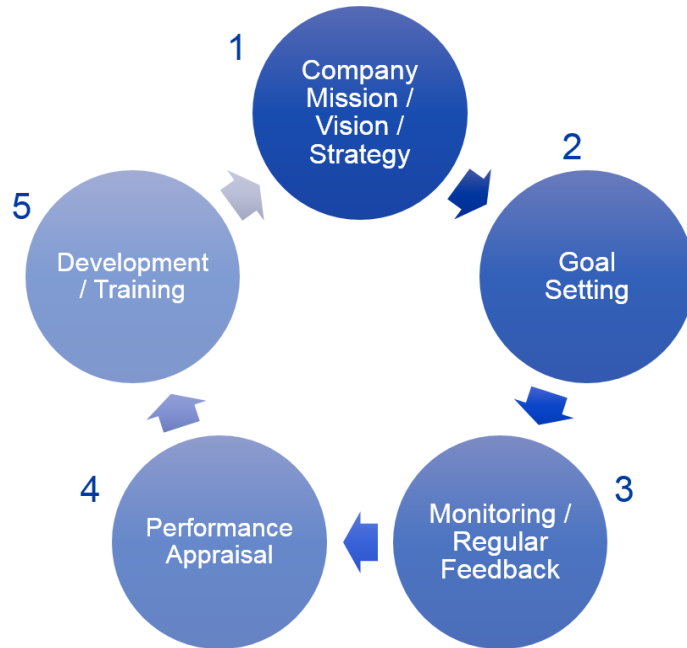 1
Company
Mission /
Vision /
Strategy
2
Goal
Setting
3
Monitoring /
Regular
Feedback
4
Performance
Appraisal
5
Development
/ Training